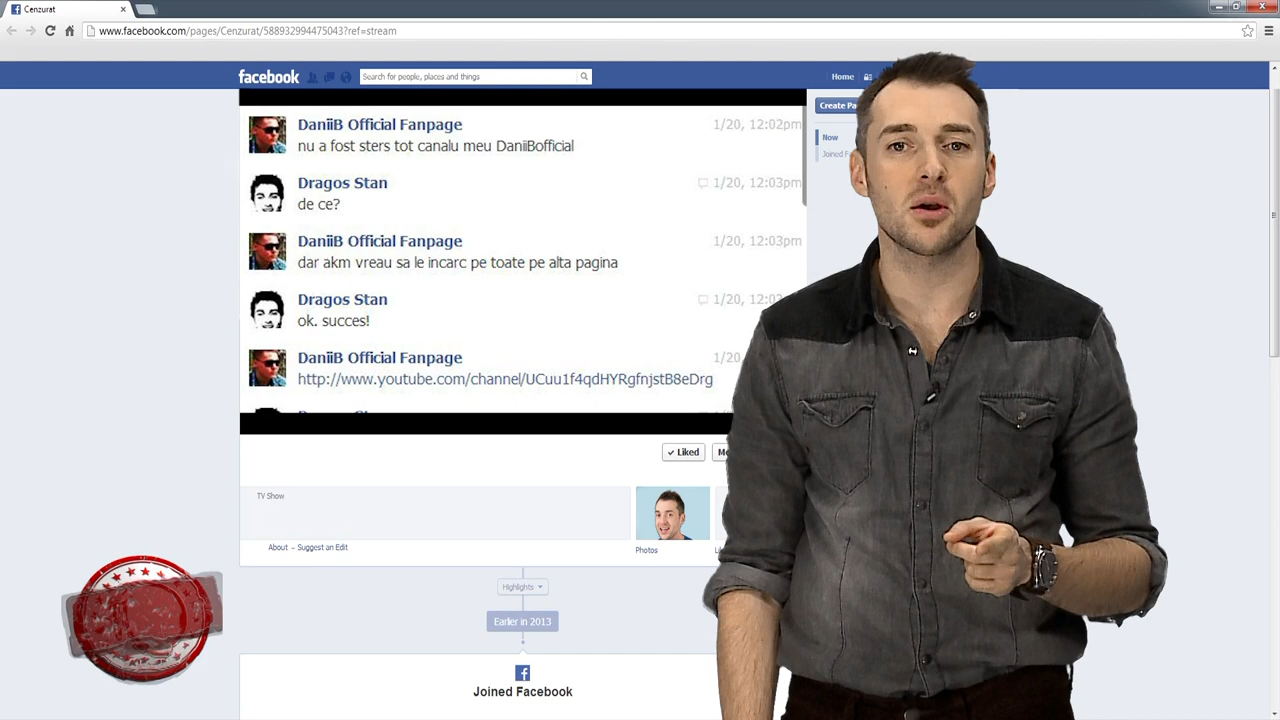 Cenzurat
www.facebook.com/pages/Cenzurat/588932994475043?ref=stream
facebook
Search for people, places and things
Home
Create
Now
Joined
DaniiB Official Fanpage
1/20, 12:02pm
nu a fost sters tot canalu meu DaniiBofficial
Dragos Stan
1/20, 12:03pm
de ce?
DaniiB Official Fanpage
1/20, 12:03pm
dar akm vreau sa le incarc pe toate pe alta pagina
Dragos Stan
1/20,
ok. succes!
DaniiB Official Fanpage
http://www.youtube.com/channel/UCuu1f4qdHYRgfnjstB8eDrg
Liked
TV Show
About - Suggest an Edit
Photos
Highlights
Earlier in 2013
Joined Facebook